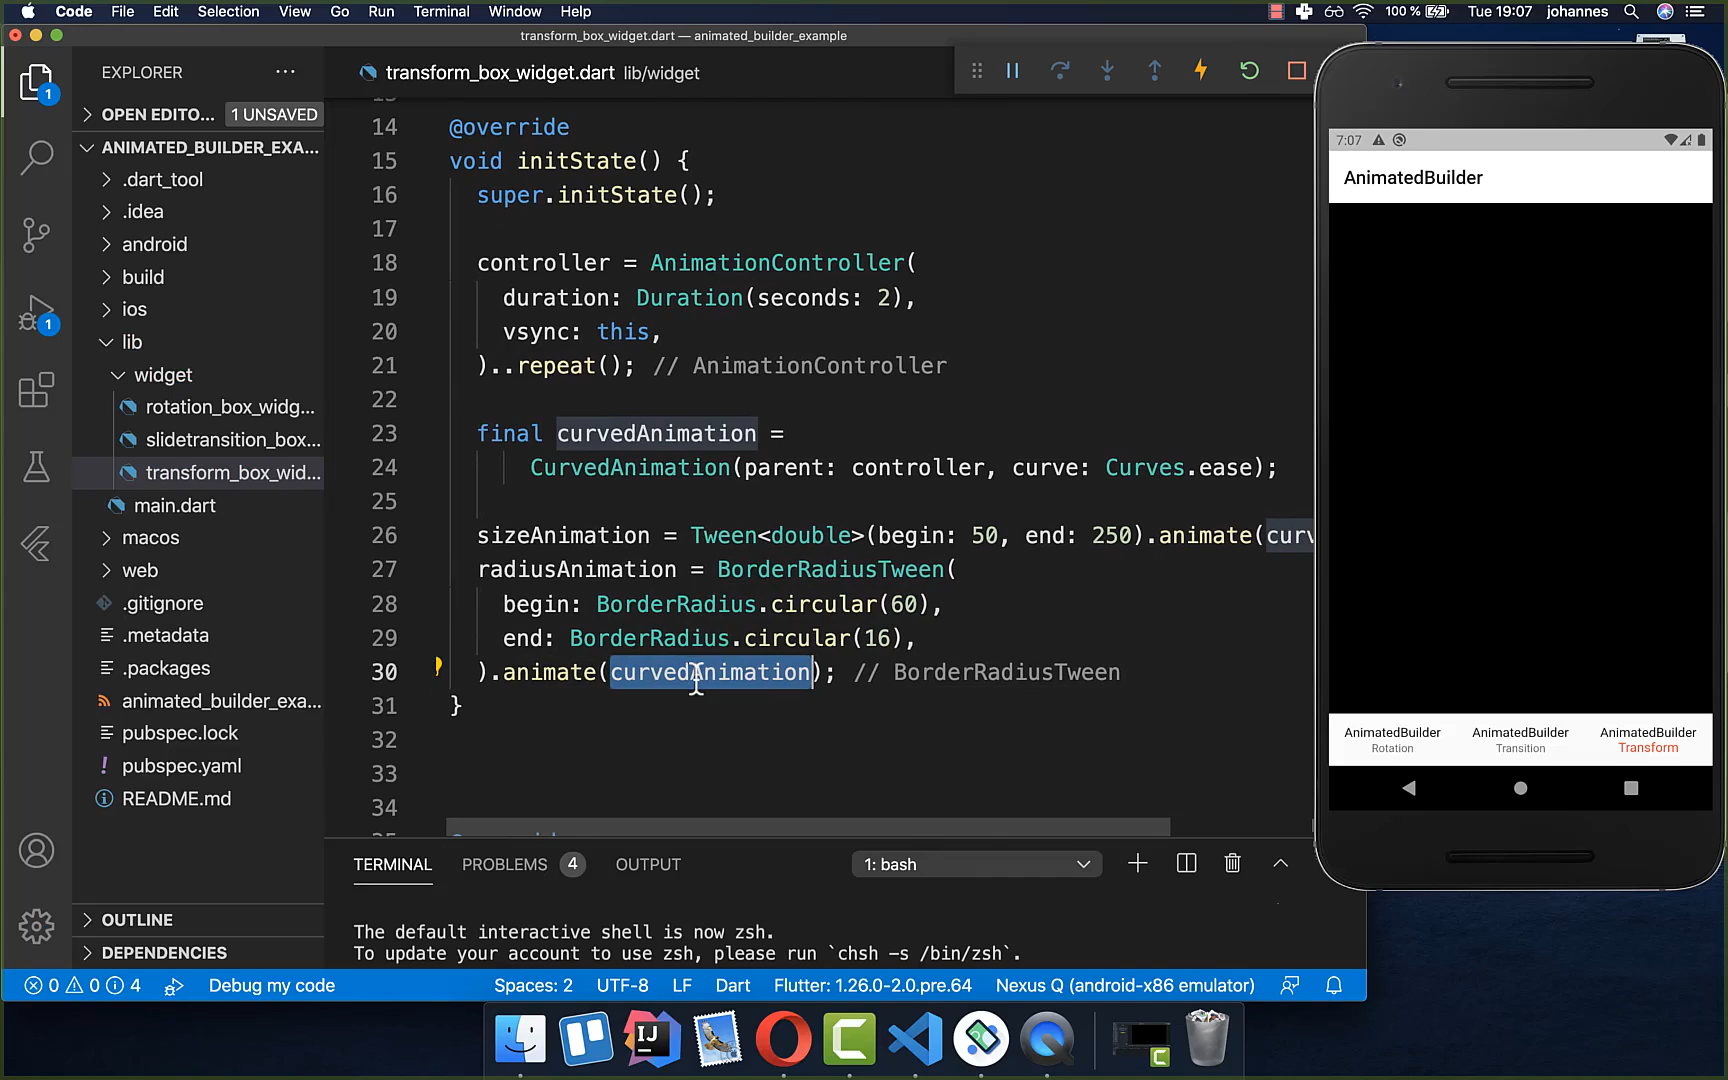 Code File Edit Selection View Go Run Terminal Window Help 100 % Tue 19:07 johannes
transform_box_widget.dart — animated_builder_example
EXPLORER
transform_box_widget.dart lib/widget
OPEN EDITO... 1 UNSAVED
ANIMATED_BUILDER_EXA...
.dart_tool
.idea
android
build
ios
lib
widget
rotation_box_widg...
slidetransition_box...
transform_box_wid...
main.dart
macos
web
.gitignore
.metadata
.packages
animated_builder_exa...
pubspec.lock
pubspec.yaml
README.md
OUTLINE
DEPENDENCIES
1
1
14 @override
15 void initState() {
16 super.initState();
17
18 controller = AnimationController(
19 duration: Duration(seconds: 2),
20 vsync: this,
21 )..repeat(); // AnimationController
22
23 final curvedAnimation =
24 CurvedAnimation(parent: controller, curve: Curves.ease);
25
26 sizeAnimation = Tween<double>(begin: 50, end: 250).animate(curv
27 radiusAnimation = BorderRadiusTween(
28 begin: BorderRadius.circular(60),
29 end: BorderRadius.circular(16),
30 ).animate(curvedAnimation); // BorderRadiusTween
31 }
32
33
34
TERMINAL PROBLEMS 4 OUTPUT 1: bash
The default interactive shell is now zsh.
To update your account to use zsh, please run `chsh -s /bin/zsh`.
0 0 4 Debug my code Spaces: 2 UTF-8 LF Dart Flutter: 1.26.0-2.0.pre.64 Nexus Q (android-x86 emulator)
7:07
AnimatedBuilder
AnimatedBuilder AnimatedBuilder AnimatedBuilder
Rotation Transition Transform
IJ